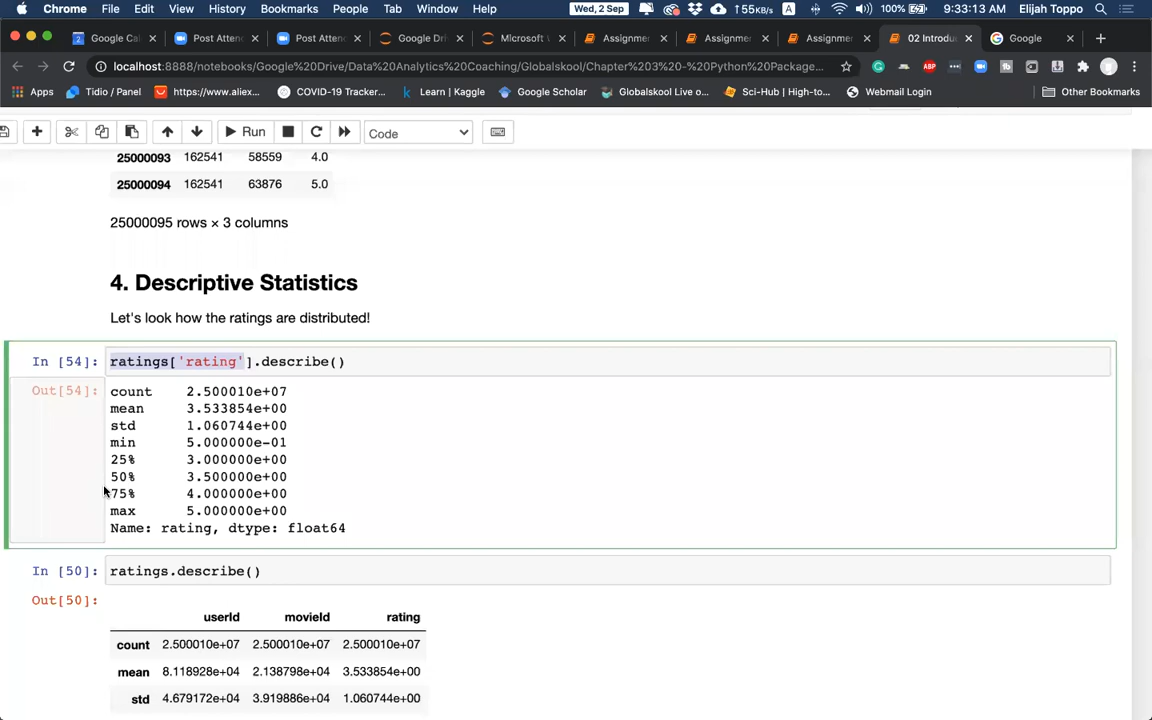 Chrome File Edit View History Bookmarks People Tab Window Help Wed, 2 Sep 55KB/s A 100% 9:33:13 AM Elijah Toppo
Google Cal Post Atten Post Atten Google Dri Microsoft Assignme Assignme Assignme 02 Introdu Google
localhost:8888/notebooks/Google%20Drive/Data%20Analytics%20Coaching/Globalskool/Chapter%203%20-%20Python%20Package...
Apps Tidio / Panel https://www.aliex... COVID-19 Tracker... Learn | Kaggle Google Scholar Globalskool Live o... Sci-Hub | High-to... Webmail Login Other Bookmarks
Run Code
25000093 162541 58559 4.0
25000094 162541 63876 5.0
25000095 rows × 3 columns
4. Descriptive Statistics
Let's look how the ratings are distributed!
In [54]: ratings['rating'].describe()
Out[54]: count 2.500010e+07
mean 3.533854e+00
std 1.060744e+00
min 5.000000e-01
25% 3.000000e+00
50% 3.500000e+00
75% 4.000000e+00
max 5.000000e+00
Name: rating, dtype: float64
In [50]: ratings.describe()
Out[50]:
userId movieId rating
count 2.500010e+07 2.500010e+07 2.500010e+07
mean 8.118928e+04 2.138798e+04 3.533854e+00
std 4.679172e+04 3.919886e+04 1.060744e+00